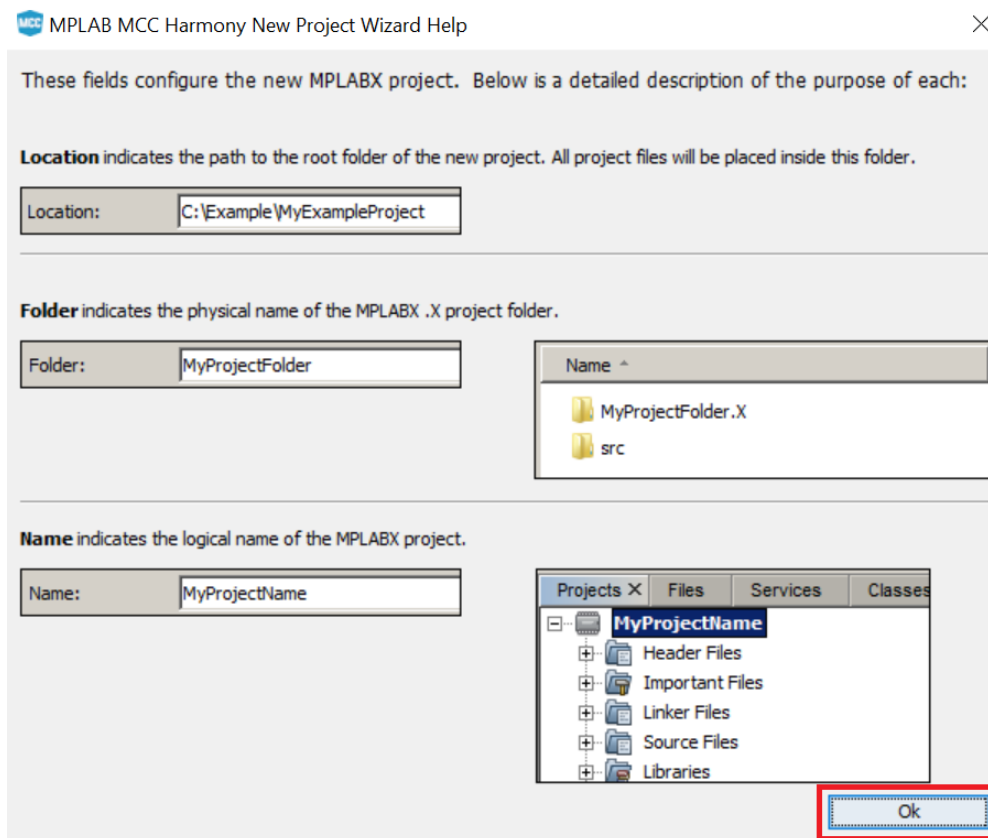 MCC MPLAB MCC Harmony New Project Wizard Help
These fields configure the new MPLABX project. Below is a detailed description of the purpose of each:
Location indicates the path to the root folder of the new project. All project files will be placed inside this folder.
Location: C:\Example\MyExampleProject
Folder indicates the physical name of the MPLABX .X project folder.
Folder: MyProjectFolder
Name
MyProjectFolder.X
src
Name indicates the logical name of the MPLABX project.
Name: MyProjectName
Projects Files Services Classes
MyProjectName
Header Files
Important Files
Linker Files
Source Files
Libraries
Ok